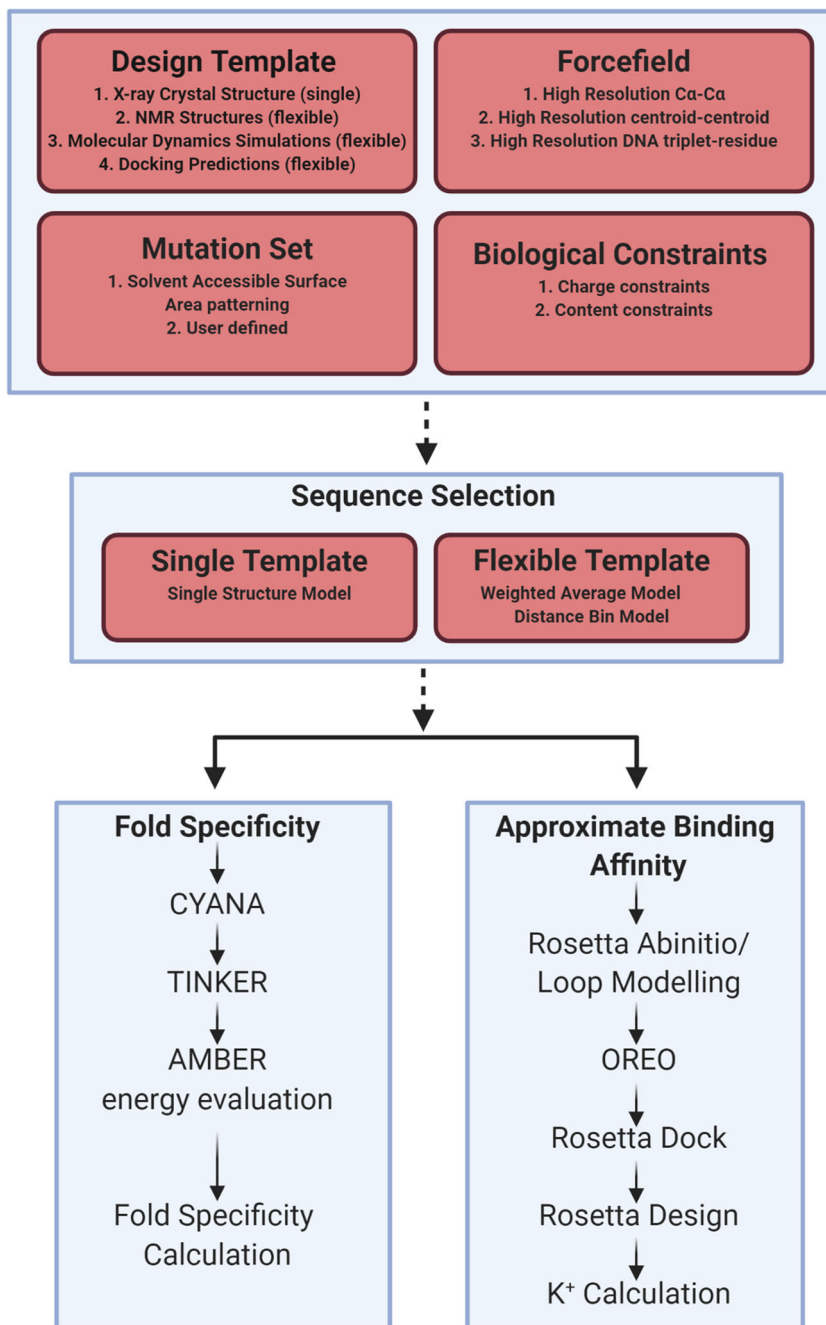 Design Template
1. X-ray Crystal Structure (single)
2. NMR Structures (flexible)
3. Molecular Dynamics Simulations (flexible)
4. Docking Predictions (flexible)
Forcefield
1. High Resolution Cα-Cα
2. High Resolution centroid-centroid
3. High Resolution DNA triplet-residue
Mutation Set
1. Solvent Accessible Surface
Area patterning
2. User defined
Biological Constraints
1. Charge constraints
2. Content constraints
Sequence Selection
Single Template
Single Structure Model
Flexible Template
Weighted Average Model
Distance Bin Model
Fold Specificity
CYANA
TINKER
AMBER
energy evaluation
Fold Specificity
Calculation
Approximate Binding
Affinity
Rosetta Abinitio/
Loop Modelling
OREO
Rosetta Dock
Rosetta Design
K⁺ Calculation